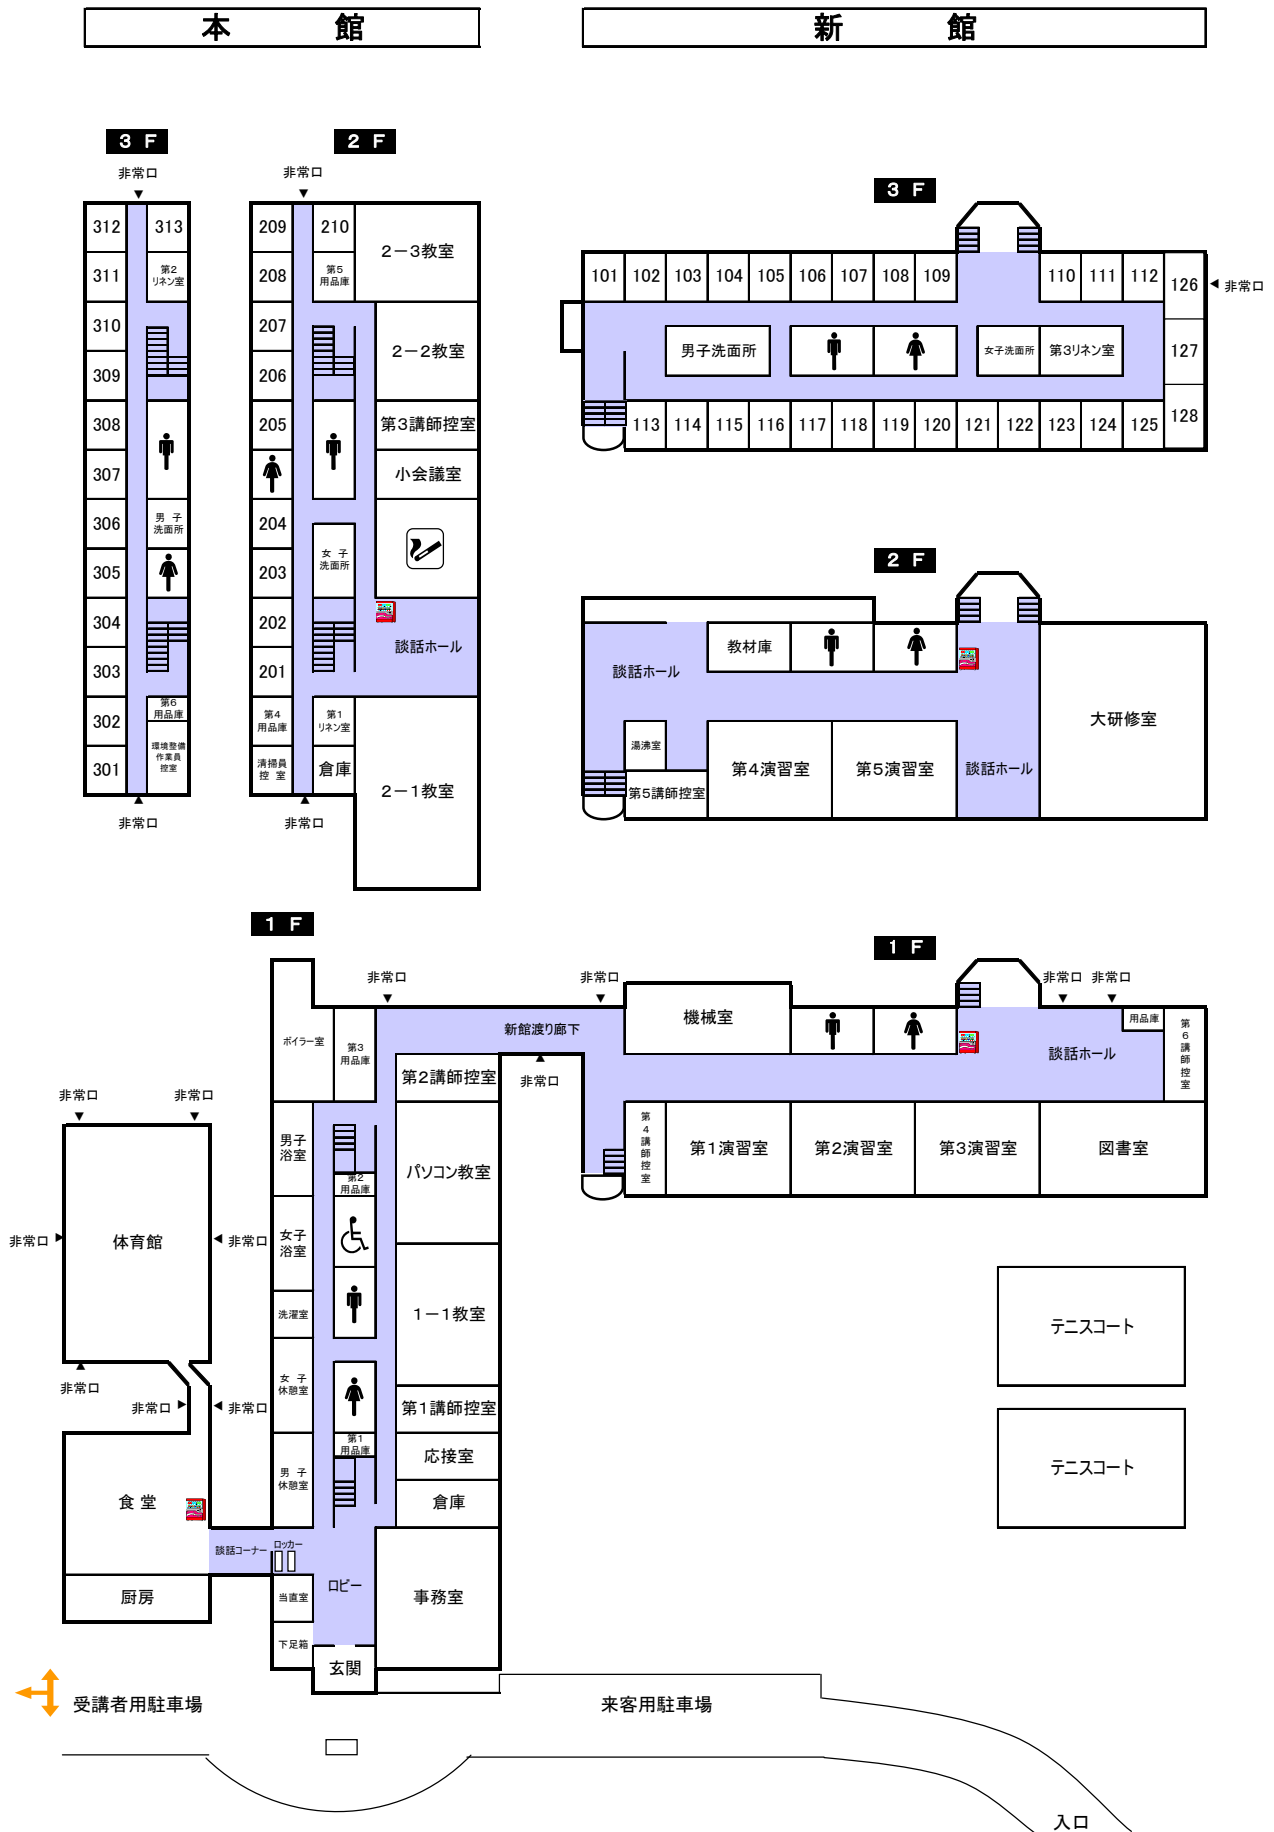 本　館
新　館
３ Ｆ
非常口
312
313
311
第２
リネン室
310
309
308
307
306
男 子
洗面所
305
304
303
302
第６
用品庫
301
環境整備
作業員
控室
非常口
２ Ｆ
非常口
209
210
２－３教室
208
第５
用品庫
207
206
２－２教室
205
第３講師控室
小会議室
204
203
女 子
洗面所
202
談話ホール
201
第４
用品庫
第１
リネン室
清掃員
控 室
倉庫
２－１教室
非常口
３ Ｆ
101
102
103
104
105
106
107
108
109
110
111
112
126
非常口
男子洗面所
女子洗面所
第３リネン室
127
113
114
115
116
117
118
119
120
121
122
123
124
125
128
２ Ｆ
談話ホール
教材庫
大研修室
湯沸室
第４演習室
第５演習室
談話ホール
第５講師控室
１ Ｆ
非常口
ボイラー室
第３
用品庫
新館渡り廊下
非常口
非常口
第２講師控室
男子
浴室
パソコン教室
第２
用品庫
女子
浴室
１－１教室
洗濯室
女 子
休憩室
第１講師控室
第１
用品庫
応接室
男 子
休憩室
倉庫
談話コーナー
ロッカー
ロビー
当直室
事務室
下足箱
玄関
非常口
非常口
非常口
体育館
非常口
非常口
非常口
非常口
食 堂
厨房
１ Ｆ
機械室
非常口
非常口
用品庫
談話ホール
第６講師控室
第４講師控室
第１演習室
第２演習室
第３演習室
図書室
テニスコート
テニスコート
受講者用駐車場
来客用駐車場
入口